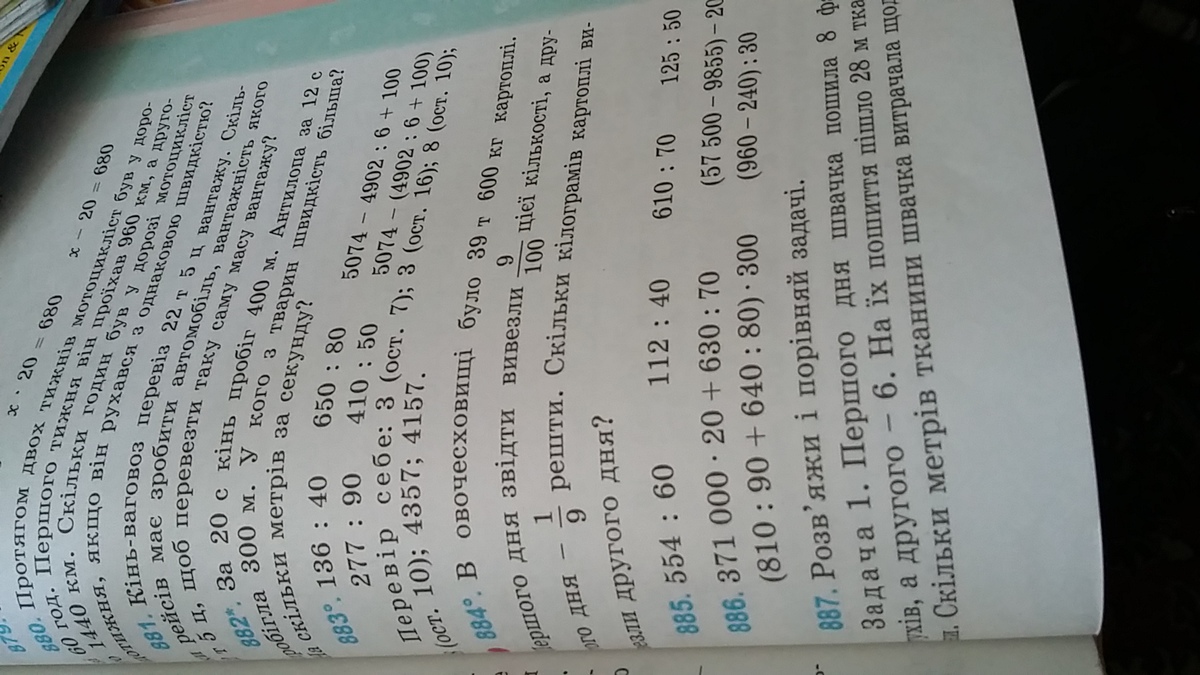 879.
x · 20 = 680 x − 20 = 680
880. Протягом двох тижнів мотоцикліст був у доро-
60 год. Першого тижня він проїхав 960 км, а друго-
1440 км. Скільки годин був у дорозі мотоцикліст
тижня, якщо він рухався з однаковою швидкістю?
881. Кінь-ваговоз перевіз 22 т 5 ц вантажу. Скіль-
рейсів має зробити автомобіль, вантажність якого
т 5 ц, щоб перевезти таку саму масу вантажу?
882*. За 20 с кінь пробіг 400 м. Антилопа за 12 с
пробігла 300 м. У кого з тварин швидкість більша?
скільки метрів за секунду?
883°. 136 : 40 650 : 80 5074 − 4902 : 6 + 100
277 : 90 410 : 50 5074 − (4902 : 6 + 100)
Перевір себе: 3 (ост. 7); 3 (ост. 16); 8 (ост. 10);
(ост. 10); 4357; 4157.
884°. В овочесховищі було 39 т 600 кг картоплі.
Першого дня звідти вивезли 9/100 цієї кількості, а дру-
ого дня − 1/9 решти. Скільки кілограмів картоплі ви-
езли другого дня?
885. 554 : 60 112 : 40 610 : 70 125 : 50
886. 371 000 · 20 + 630 : 70 (57 500 − 9855) − 20
(810 : 90 + 640 : 80) · 300 (960 − 240) : 30
887. Розв'яжи і порівняй задачі.
Задача 1. Першого дня швачка пошила 8 фа
ухів, а другого − 6. На їх пошиття пішло 28 м тка
и. Скільки метрів тканини швачка витрачала щод